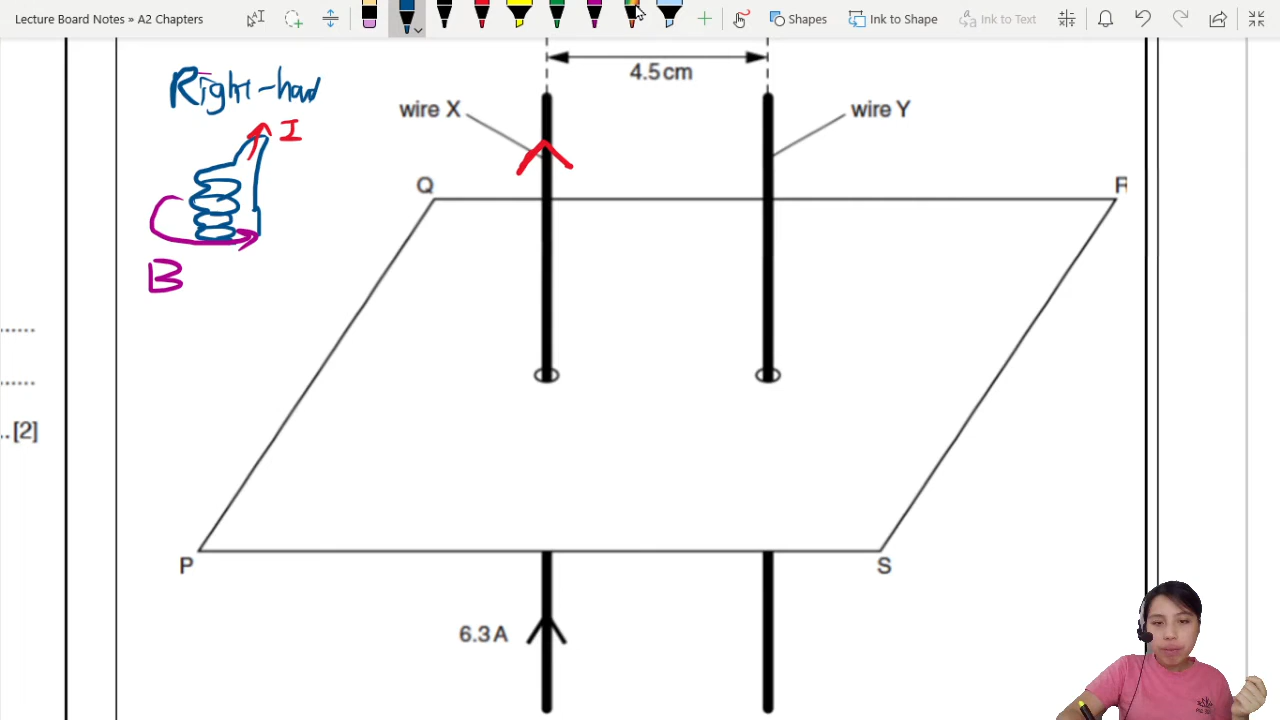 Lecture Board Notes » A2 Chapters
Shapes
Ink to Shape
Ink to Text
4.5 cm
Right-hand
wire X
wire Y
I
Q
R
B
......
......
..[2]
P
S
6.3 A